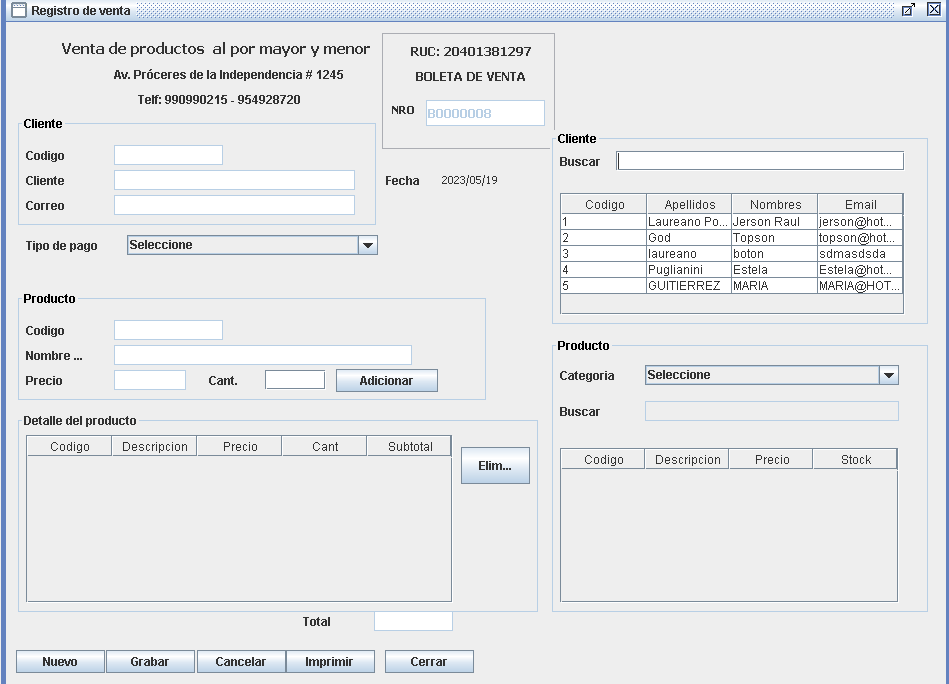 Registro de venta
Venta de productos al por mayor y menor
Av. Próceres de la Independencia # 1245
Telf: 990990215 - 954928720
RUC: 20401381297
BOLETA DE VENTA
NRO B0000008
Cliente
Codigo
Cliente
Correo
Fecha 2023/05/19
Tipo de pago Seleccione
Producto
Codigo
Nombre ...
Precio Cant. Adicionar
Detalle del producto
Codigo Descripcion Precio Cant Subtotal
Elim...
Total
Nuevo Grabar Cancelar Imprimir Cerrar
Cliente
Buscar
Codigo Apellidos Nombres Email
1 Laureano Po... Jerson Raul jerson@hot...
2 God Topson topson@hot...
3 laureano boton sdmasdsda
4 Puglianini Estela Estela@hot...
5 GUITIERREZ MARIA MARIA@HOT...
Producto
Categoria Seleccione
Buscar
Codigo Descripcion Precio Stock